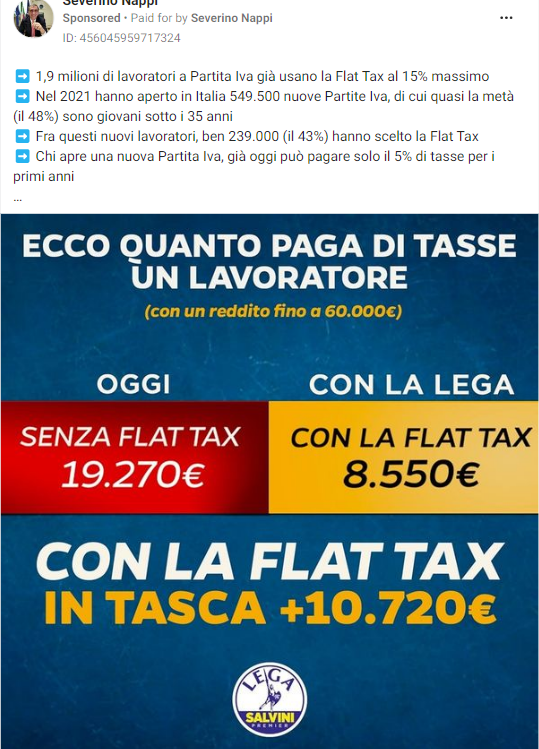 Severino Nappi
Sponsored • Paid for by Severino Nappi
ID: 456045959717324
➡ 1,9 milioni di lavoratori a Partita Iva già usano la Flat Tax al 15% massimo
➡ Nel 2021 hanno aperto in Italia 549.500 nuove Partite Iva, di cui quasi la metà
(il 48%) sono giovani sotto i 35 anni
➡ Fra questi nuovi lavoratori, ben 239.000 (il 43%) hanno scelto la Flat Tax
➡ Chi apre una nuova Partita Iva, già oggi può pagare solo il 5% di tasse per i
primi anni
...
ECCO QUANTO PAGA DI TASSE
UN LAVORATORE
(con un reddito fino a 60.000€)
OGGI
SENZA FLAT TAX
19.270€
CON LA LEGA
CON LA FLAT TAX
8.550€
CON LA FLAT TAX
IN TASCA +10.720€
LEGA
SALVINI
PREMIER